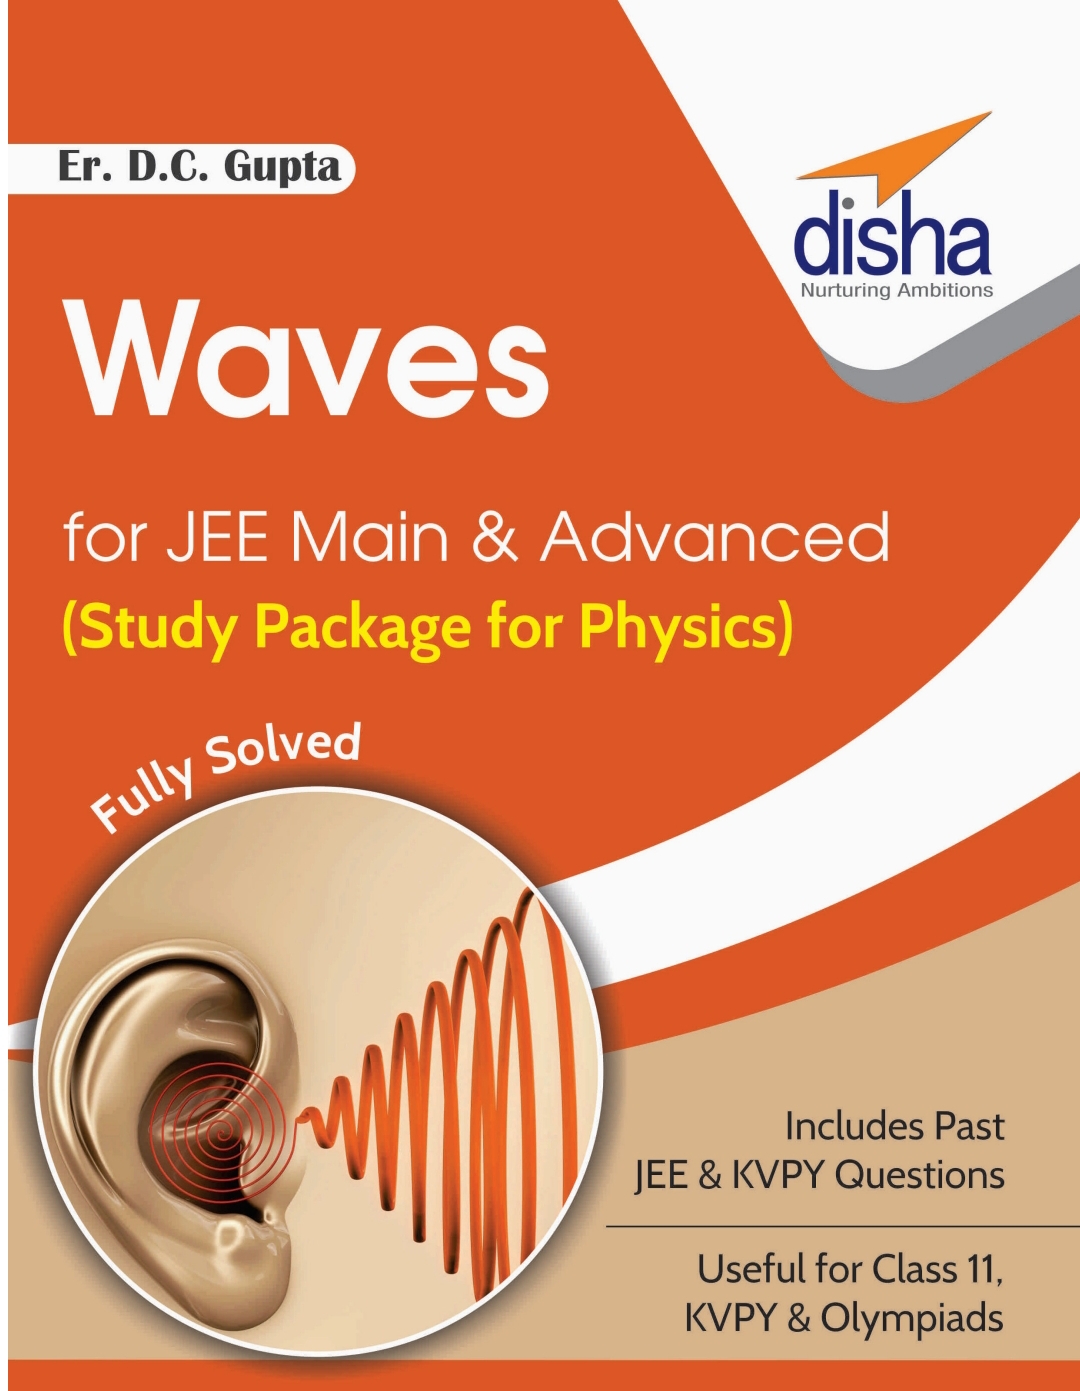 Er. D.C. Gupta
disha
Nurturing Ambitions
Waves
for JEE Main & Advanced
(Study Package for Physics)
Fully Solved
Includes Past
JEE & KVPY Questions
Useful for Class 11,
KVPY & Olympiads